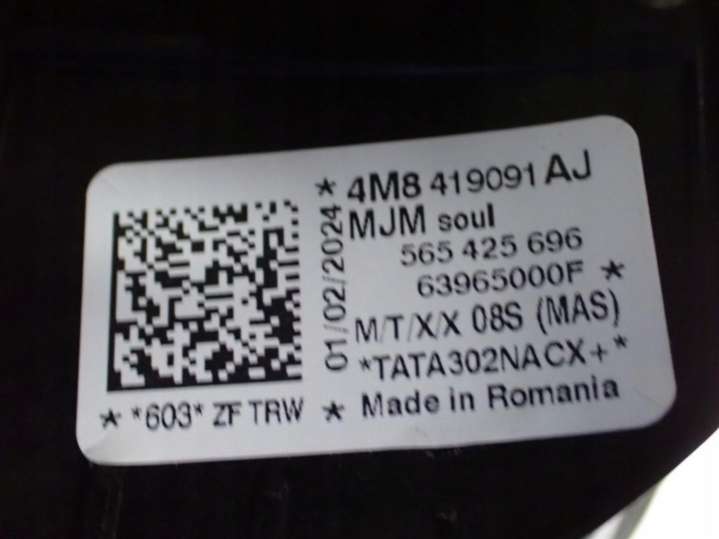 * 4M8 419091 AJ
MJM soul
565 425 696
63965000F *
01/02/2024
M/T/X/X 08S (MAS)
*TATA302NACX+*
* *603* ZF TRW * Made in Romania